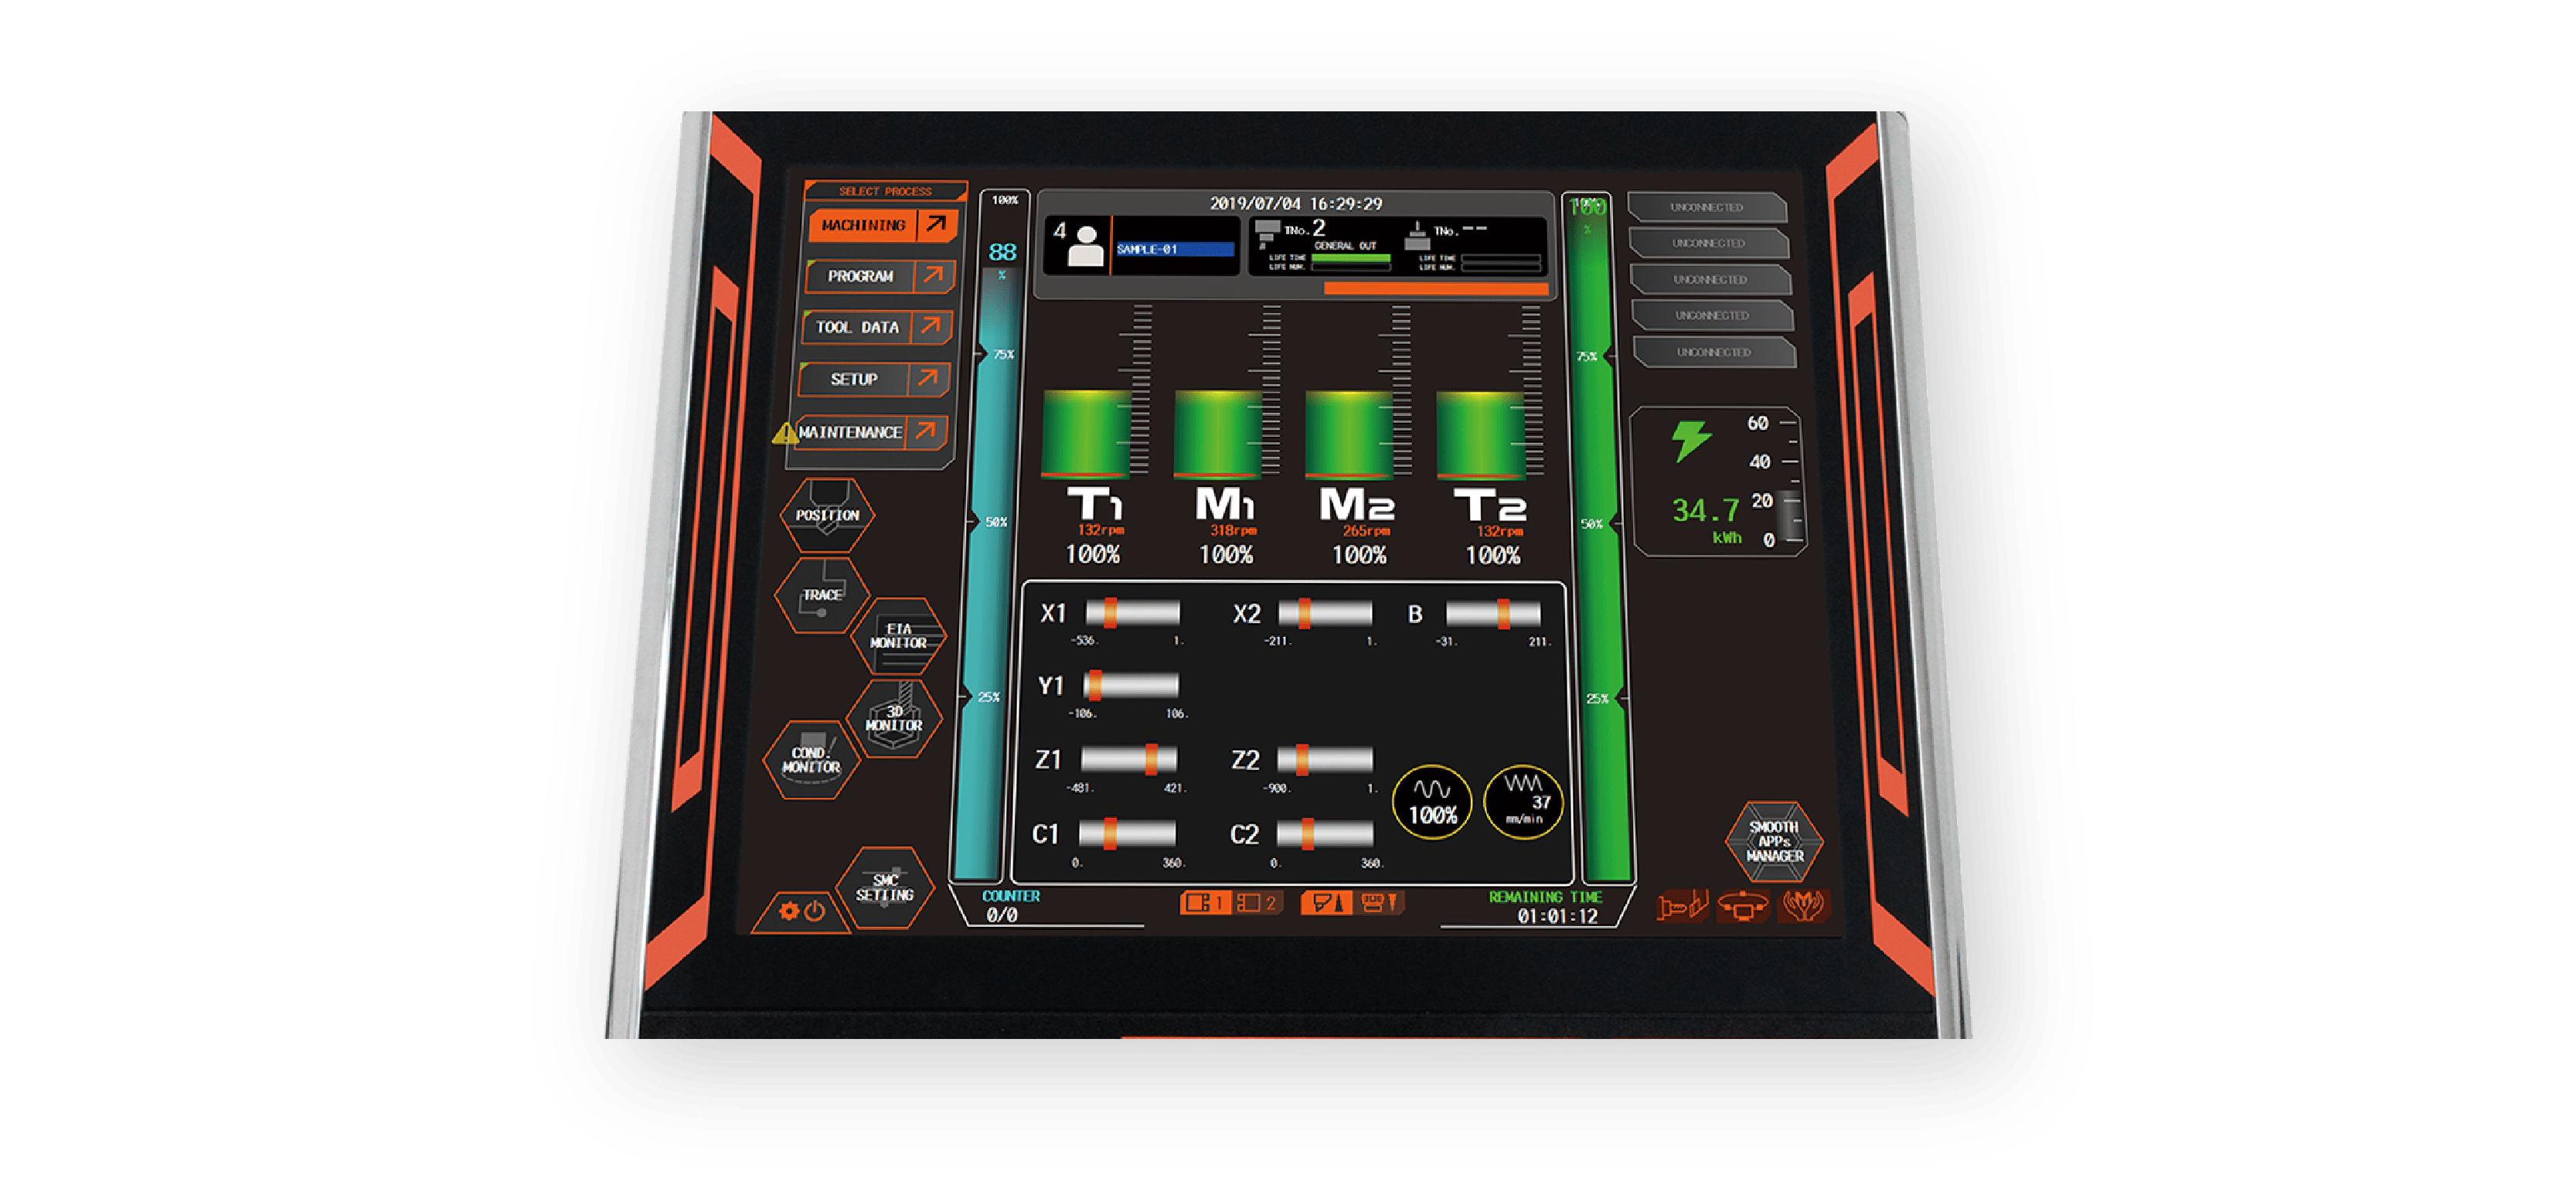 SELECT PROCESS
MACHINING
PROGRAM
TOOL DATA
SETUP
MAINTENANCE
POSITION
TRACE
EIA
MONITOR
3D
MONITOR
COND.
MONITOR
SMC
SETTING
100%
88
%
75%
50%
25%
COUNTER
0/0
2019/07/04 16:29:29
4
SAMPLE-01
TNo. 2
GENERAL OUT
LIFE TIME
LIFE NUM.
TNo. --
LIFE TIME
LIFE NUM.
T1 M1 M2 T2
132rpm 318rpm 265rpm 132rpm
100% 100% 100% 100%
X1 X2 B
-536. 1. -211. 1. -31. 211.
Y1
-106. 106.
Z1 Z2
-481. 421. -900. 1.
C1 C2
0. 360. 0. 360.
100%
37
mm/min
1 2
100%
100
%
75%
50%
25%
REMAINING TIME
01:01:12
UNCONNECTED
UNCONNECTED
UNCONNECTED
UNCONNECTED
UNCONNECTED
60
40
20
0
34.7
kWh
SMOOTH
APPs
MANAGER